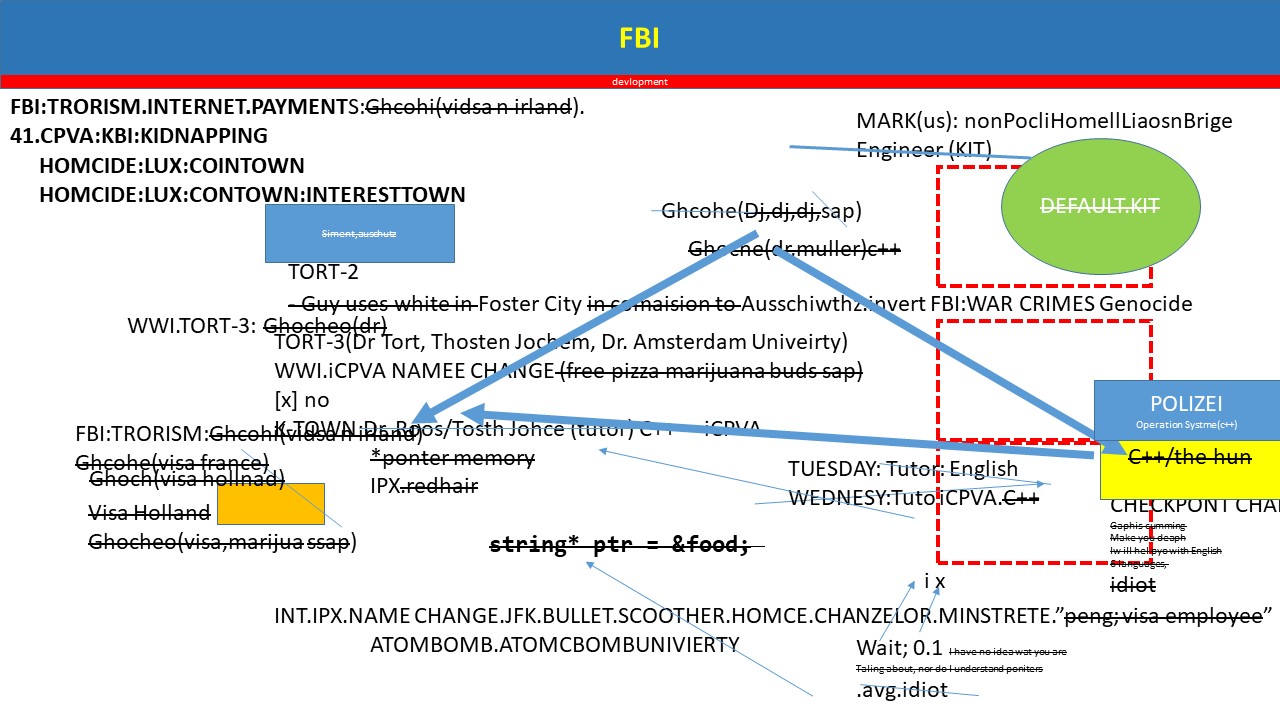 FBI
devlopment
FBI:TRORISM.INTERNET.PAYMENTS:Ghcohi(vidsa n irland).
41.CPVA:KBI:KIDNAPPING
HOMCIDE:LUX:COINTOWN
HOMCIDE:LUX:CONTOWN:INTERESTTOWN
MARK(us): nonPocliHomellLiaosnBrige
Engineer (KIT)
DEFAULT.KIT
Ghcohe(Dj,dj,dj,sap)
Siment,auschutz
Ghoche(dr,muller)c++
TORT-2
- Guy uses white in Foster City in comaision to Ausschiwthz.invert FBI:WAR CRIMES Genocide
WWI.TORT-3: Ghocheo(dr)
TORT-3(Dr Tort, Thosten Jochem, Dr. Amsterdam Univeirty)
WWI.iCPVA NAMEE CHANGE (free pizza marijuana buds sap)
[x] no
K-TOWN Dr. Roos/Tosth Johce (tutor) C++ iCPVA
POLIZEI
Operation Systme(c++)
FBI:TRORISM:Ghcohi(vidsa n irland)
Ghcohe(visa france)
Ghoch(visa hollnad)
*ponter memory
IPX.redhair
C++/the hun
TUESDAY: Tutor: English
WEDNESY:TutoiCPVA.C++
CHECKPONT CHAI
Visa Holland
Ghocheo(visa,marijua ssap)
string* ptr = &food;
Gaphis cumming
Make you deaph
Iw ill hellpyo with English
6 languages,
idiot
i x
INT.IPX.NAME CHANGE.JFK.BULLET.SCOOTHER.HOMCE.CHANZELOR.MINSTRETE.”peng; visa employee”
ATOMBOMB.ATOMCBOMBUNIVIERTY
Wait; 0.1 I have no idea wat you are
Taling about, nor do I understand poniters
.avg.idiot